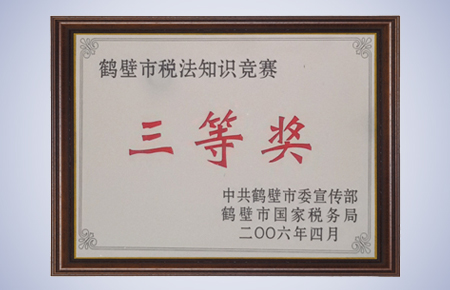 鹤壁市税法知识竞赛
三等奖
中共鹤壁市委宣传部
鹤壁市国家税务局
二〇〇六年四月